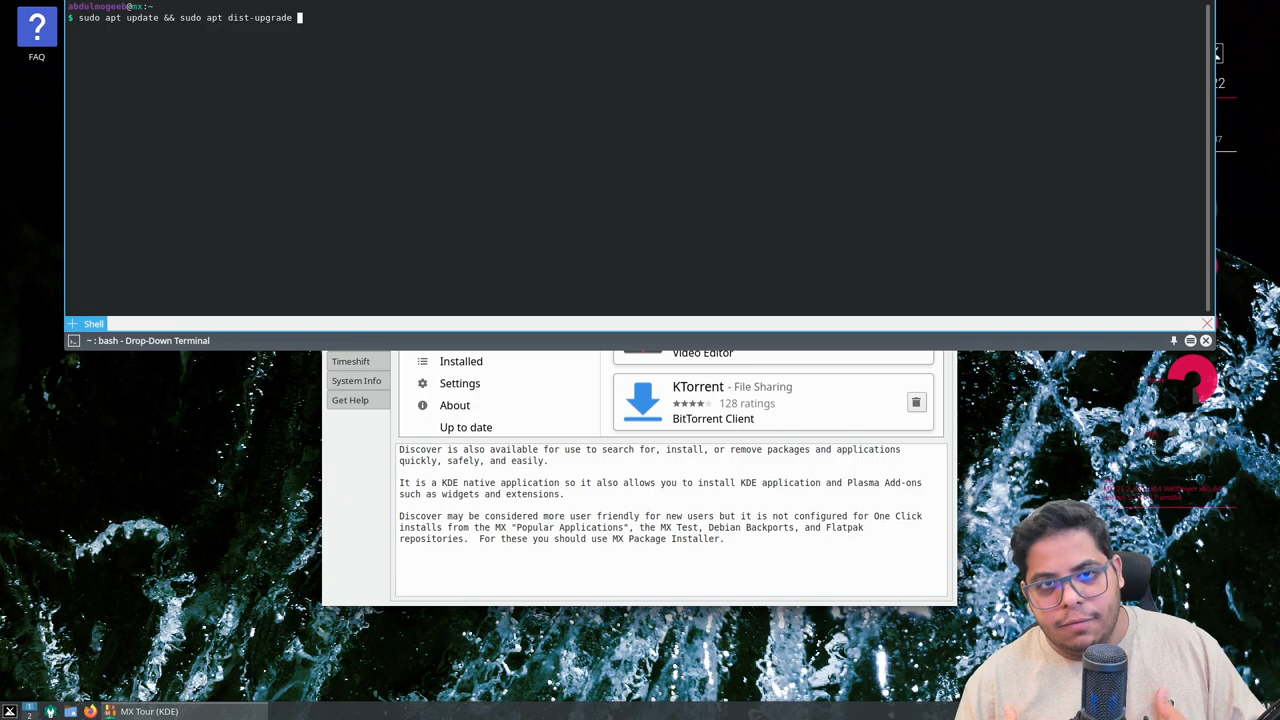 abdulmogeeb@mx:~
$ sudo apt update && sudo apt dist-upgrade
FAQ
22
Shell
~ : bash - Drop-Down Terminal
Timeshift
System Info
Get Help
Installed
Settings
About
Up to date
Video Editor
KTorrent - File Sharing
128 ratings
BitTorrent Client
Discover is also available for use to search for, install, or remove packages and applications
quickly, safely, and easily.
It is a KDE native application so it also allows you to install KDE application and Plasma Add-ons
such as widgets and extensions.
Discover may be considered more user friendly for new users but it is not configured for One Click
installs from the MX "Popular Applications", the MX Test, Debian Backports, and Flatpak
repositories.  For these you should use MX Package Installer.
1
2
MX Tour (KDE)